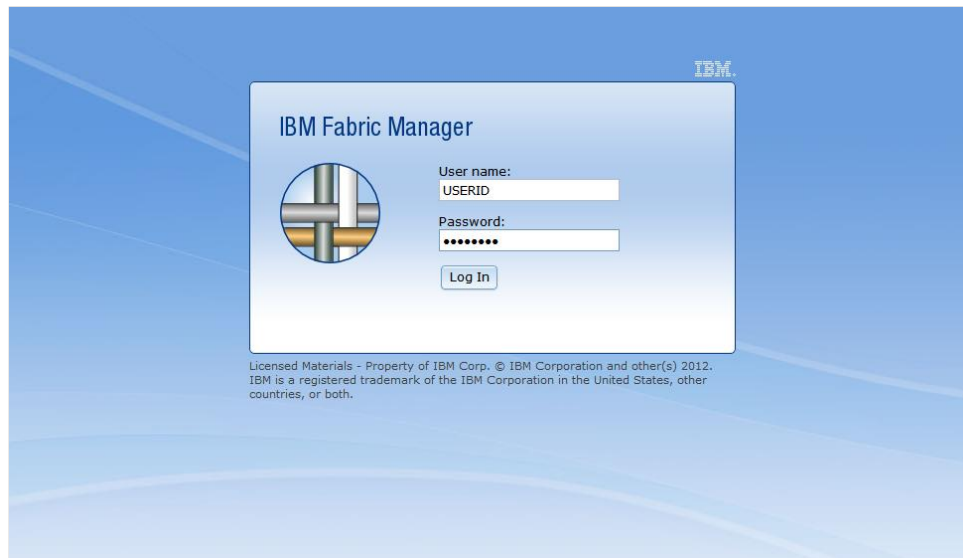 IBM.
IBM Fabric Manager
User name:
USERID
Password:
••••••••
Log In
Licensed Materials - Property of IBM Corp. © IBM Corporation and other(s) 2012.
IBM is a registered trademark of the IBM Corporation in the United States, other
countries, or both.